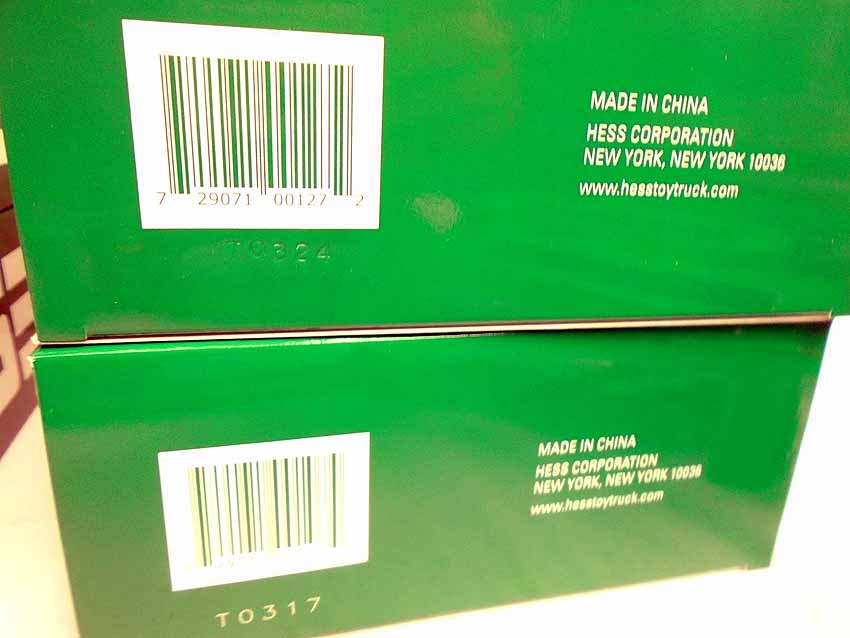 7 29071 00127 2
T0324
MADE IN CHINA
HESS CORPORATION
NEW YORK, NEW YORK 10036
www.hesstoytruck.com
MADE IN CHINA
HESS CORPORATION
NEW YORK, NEW YORK 10036
www.hesstoytruck.com
T0317